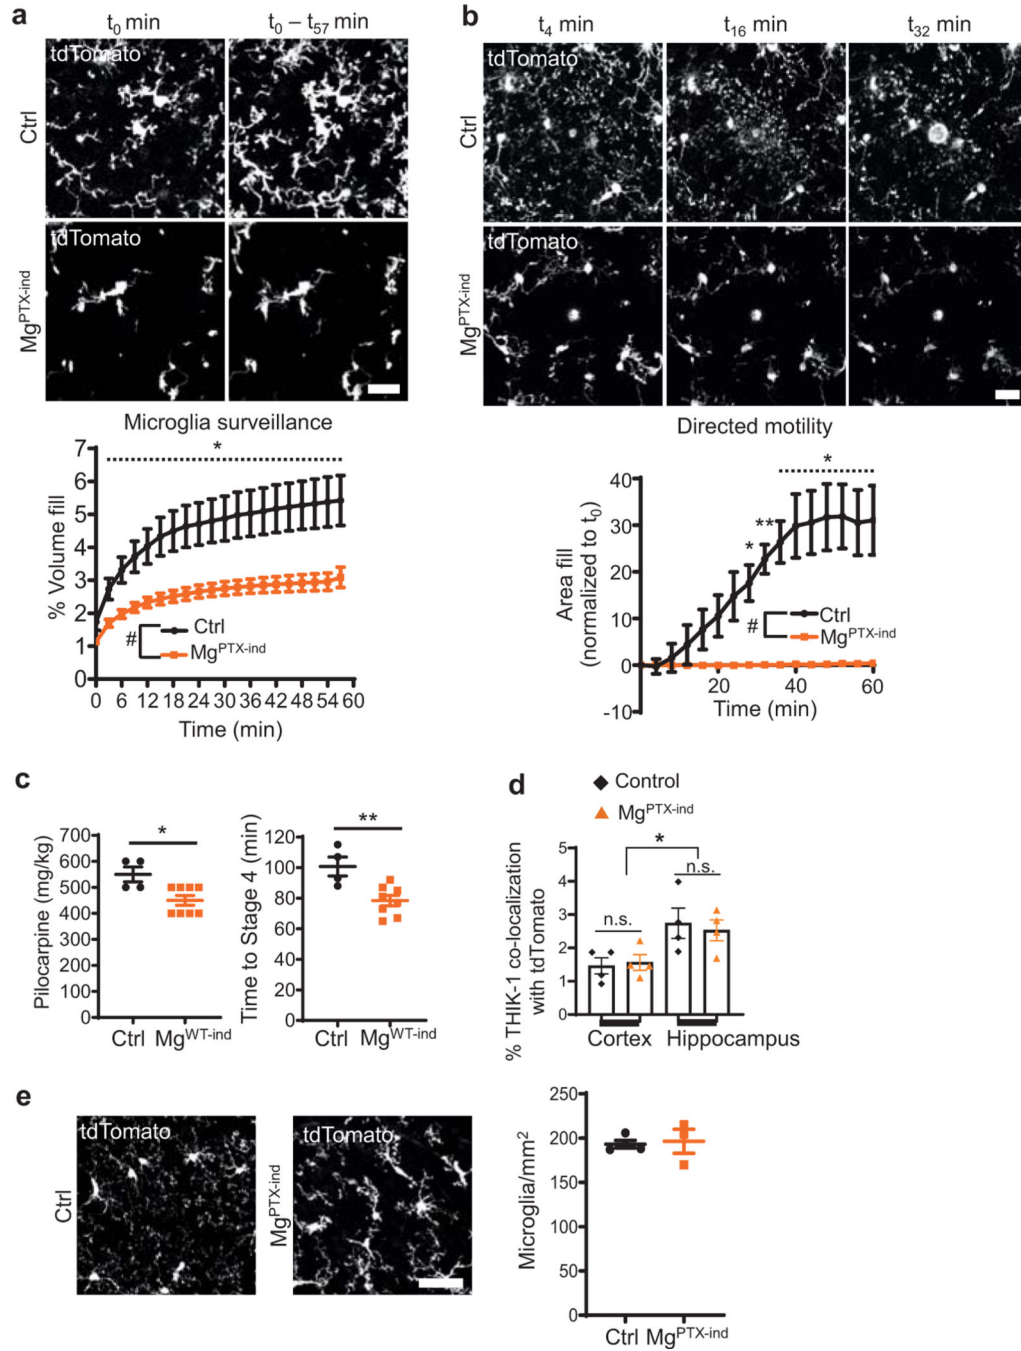 a
t0 min
t0 – t57 min
tdTomato
Ctrl
tdTomato
MgPTX-ind
Microglia surveillance
*
% Volume fill
7
6
5
4
3
2
1
0
#
Ctrl
MgPTX-ind
0 6 12 18 24 30 36 42 48 54 60
Time (min)
b
t4 min
t16 min
t32 min
tdTomato
Ctrl
tdTomato
MgPTX-ind
Directed motility
*
**
*
Area fill
(normalized to t0)
40
30
20
10
0
-10
#
Ctrl
MgPTX-ind
20 40 60
Time (min)
c
*
Pilocarpine (mg/kg)
700
600
500
400
300
200
100
0
Ctrl MgWT-ind
**
Time to Stage 4 (min)
120
100
80
60
40
20
0
Ctrl MgWT-ind
d
Control
MgPTX-ind
*
n.s.
n.s.
% THIK-1 co-localization
with tdTomato
5
4
3
2
1
0
Cortex Hippocampus
e
tdTomato
Ctrl
tdTomato
MgPTX-ind
Microglia/mm2
250
200
150
100
50
0
Ctrl MgPTX-ind